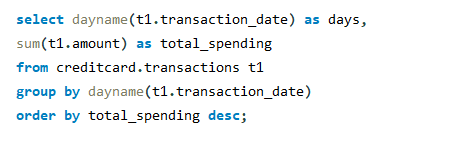 select dayname(t1.transaction_date) as days,
sum(t1.amount) as total_spending
from creditcard.transactions t1
group by dayname(t1.transaction_date)
order by total_spending desc;